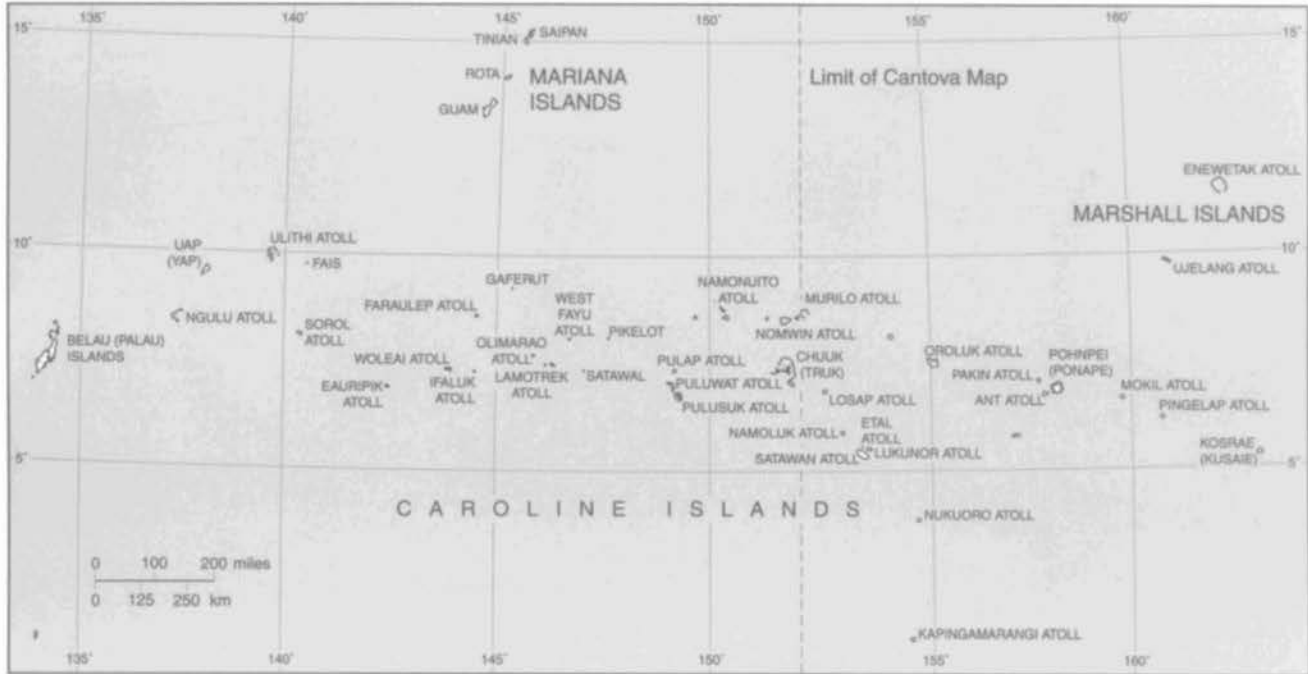 135° 140° 145° 150° 155° 160°
15° 15°
TINIAN SAIPAN
ROTA
MARIANA
ISLANDS
GUAM
Limit of Cantova Map
ENEWETAK ATOLL
MARSHALL ISLANDS
10° 10°
UAP
(YAP)
ULITHI ATOLL
FAIS
UJELANG ATOLL
GAFERUT
FARAULEP ATOLL
WEST
FAYU
ATOLL
PIKELOT
NAMONUITO
ATOLL
MURILO ATOLL
NGULU ATOLL
SOROL
ATOLL
NOMWIN ATOLL
BELAU (PALAU)
ISLANDS
OLIMARAO
ATOLL
WOLEAI ATOLL
PULAP ATOLL
CHUUK
(TRUK)
OROLUK ATOLL
POHNPEI
(PONAPE)
PAKIN ATOLL
EAURIPIK
ATOLL
IFALUK
ATOLL
LAMOTREK
ATOLL
SATAWAL
PULUWAT ATOLL
LOSAP ATOLL
ANT ATOLL
MOKIL ATOLL
PULUSUK ATOLL
PINGELAP ATOLL
NAMOLUK ATOLL
ETAL
ATOLL
LUKUNOR ATOLL
SATAWAN ATOLL
KOSRAE
(KUSAIE)
5° 5°
CAROLINE ISLANDS
NUKUORO ATOLL
0 100 200 miles
0 125 250 km
KAPINGAMARANGI ATOLL
135° 140° 145° 150° 155° 160°